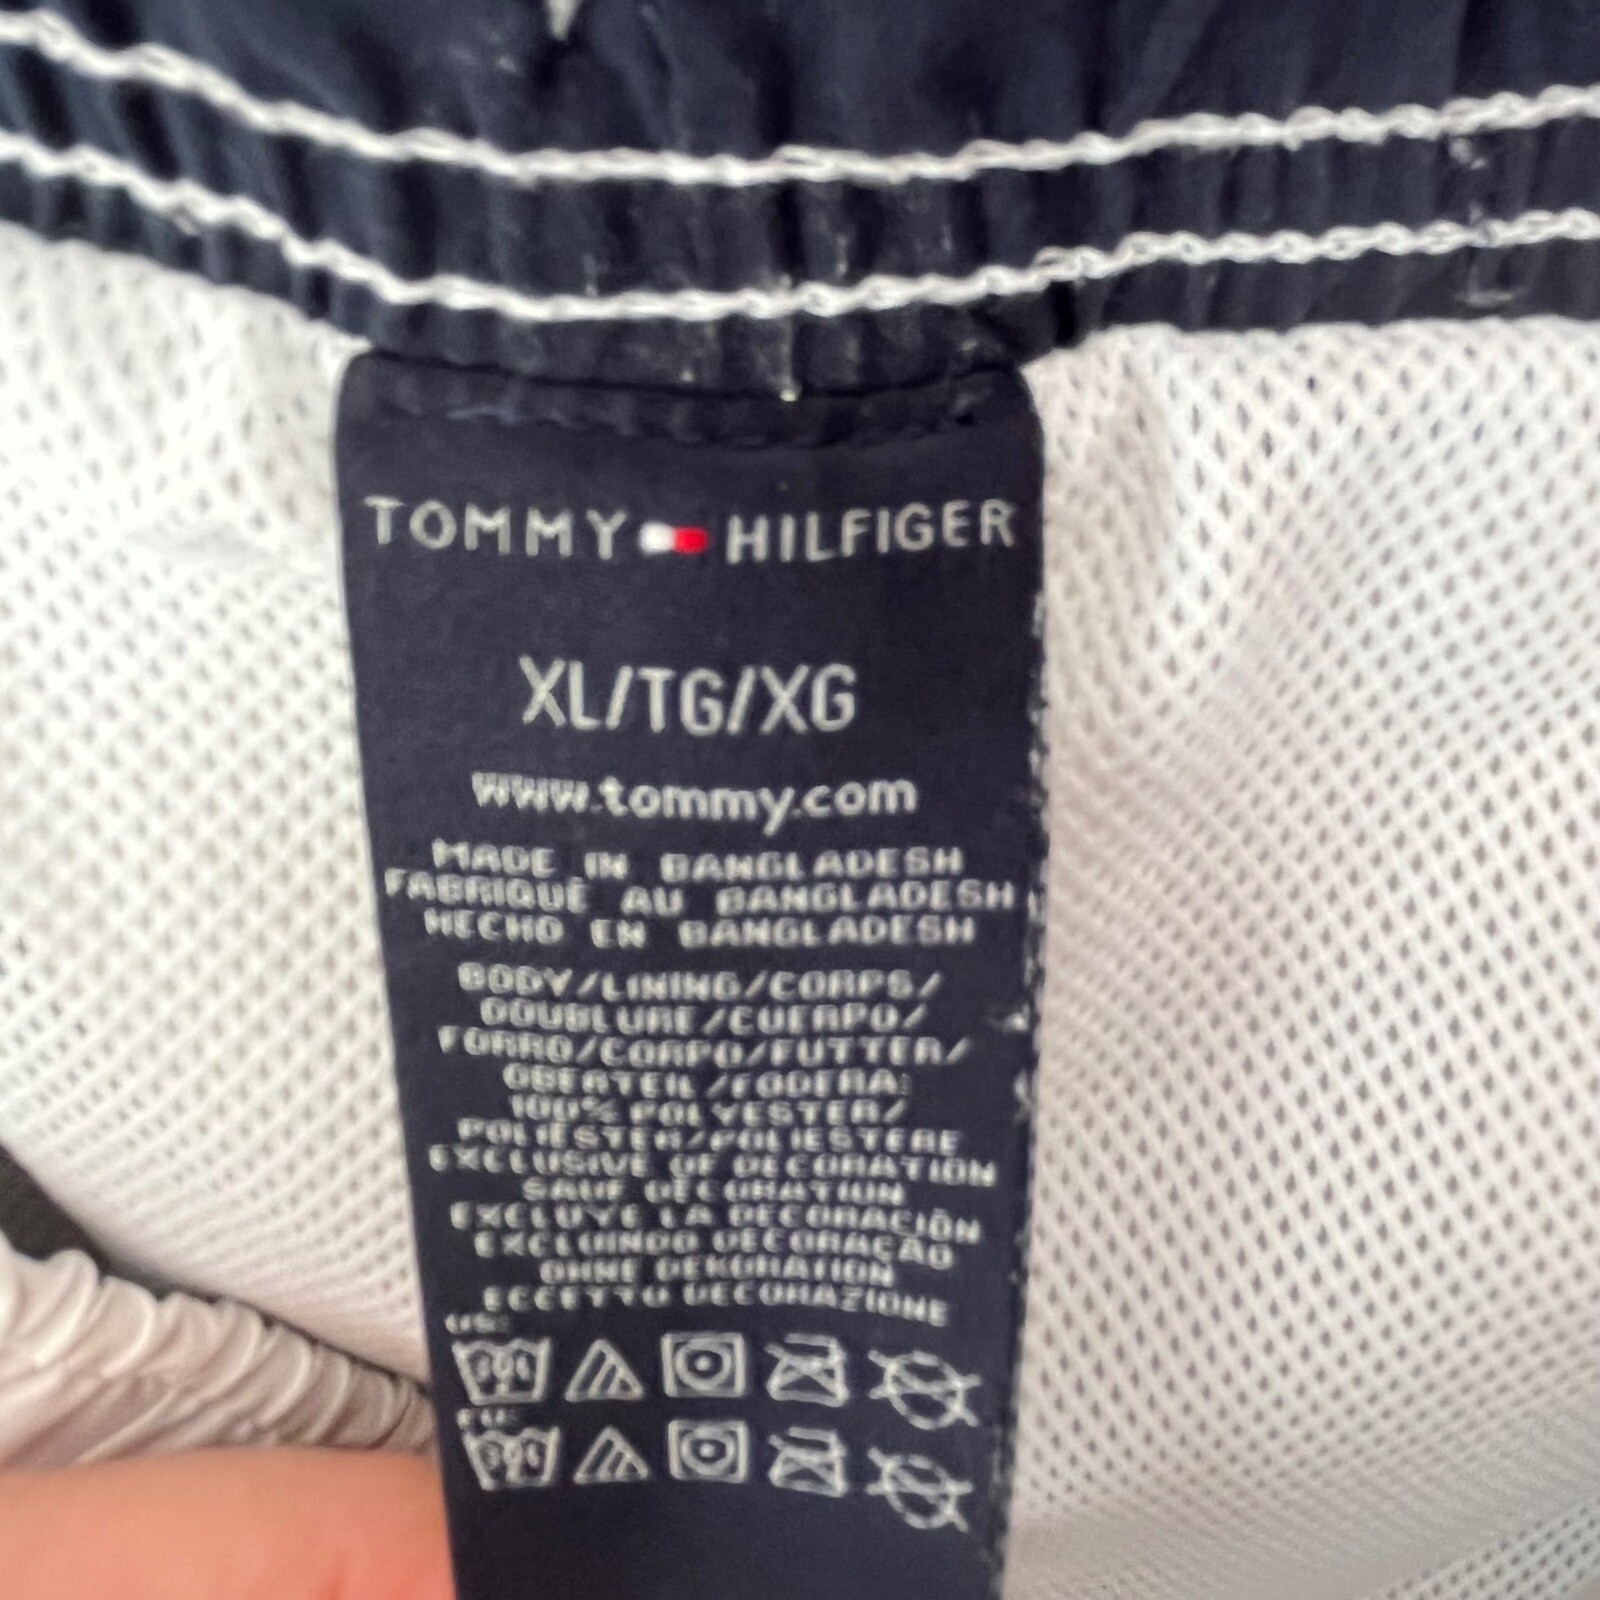 TOMMY HILFIGER
XL/TG/XG
www.tommy.com
MADE IN BANGLADESH
FABRIQUÉ AU BANGLADESH
HECHO EN BANGLADESH
BODY/LINING/CORPS/
DOUBLURE/CUERPO/
FORRO/CORPO/FUTTER/
OBERTEIL/FODERA:
100% POLYESTER/
POLIÉSTER/POLIESTERE
EXCLUSIVE OF DECORATION
SAUF DÉCORATION
EXCLUYE LA DECORACIÓN
EXCLUINDO DECORAÇÃO
OHNE DEKORATION
ECCETTO DECORAZIONE
US:
30C
EU:
30C